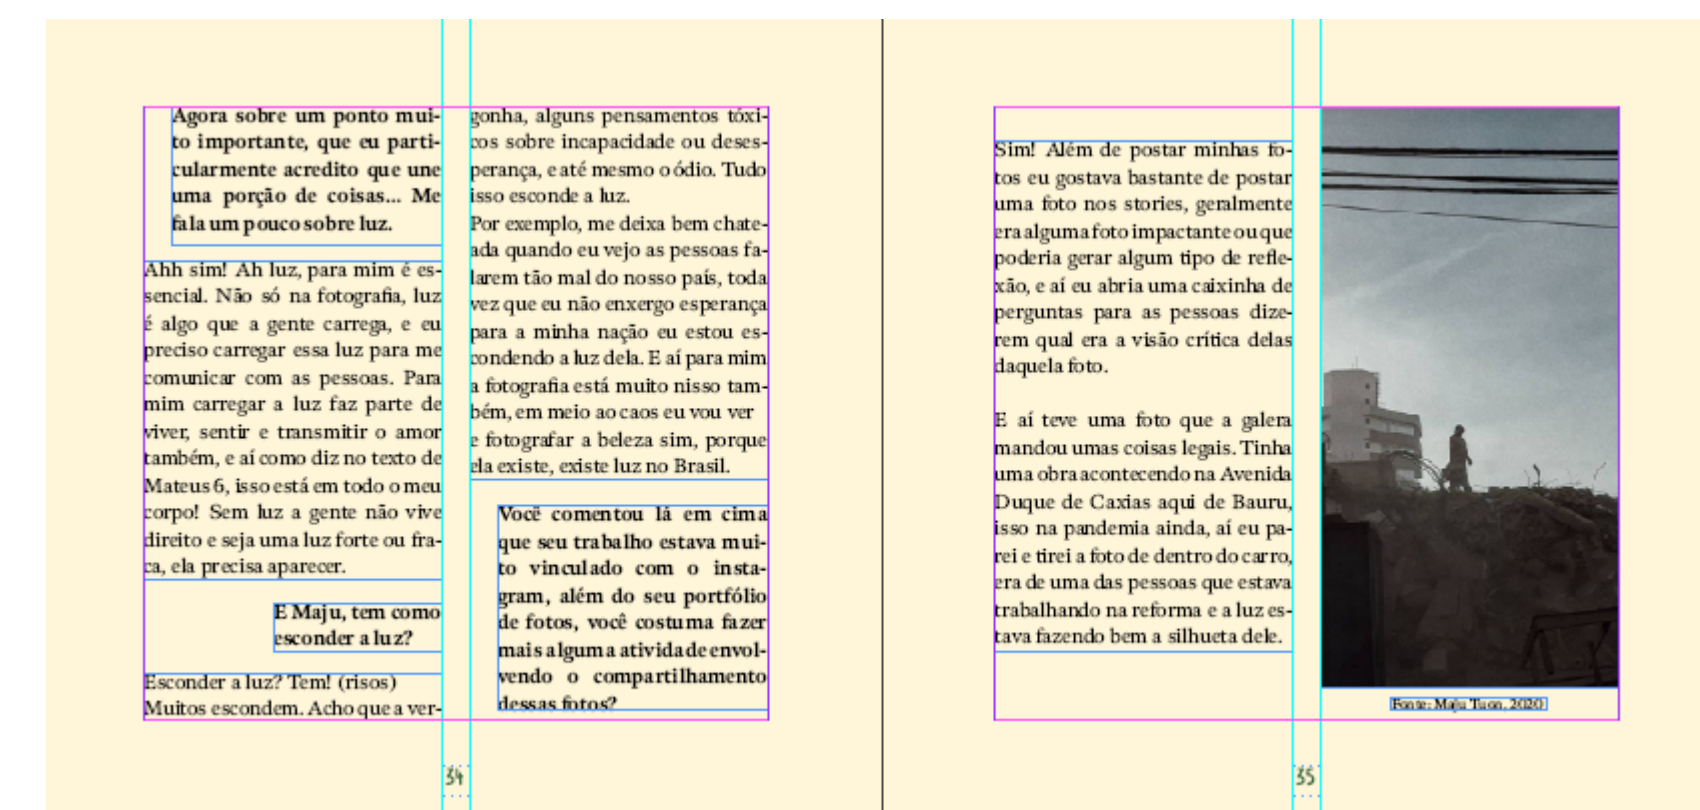 Agora sobre um ponto mui-
to importante, que eu parti-
cularmente acredito que une
uma porção de coisas... Me
fala um pouco sobre luz.
Ahh sim! Ah luz, para mim é es-
sencial. Não só na fotografia, luz
é algo que a gente carrega, e eu
preciso carregar essa luz para me
comunicar com as pessoas. Para
mim carregar a luz faz parte de
viver, sentir e transmitir o amor
também, e aí como diz no texto de
Mateus 6, isso está em todo o meu
corpo! Sem luz a gente não vive
direito e seja uma luz forte ou fra-
ca, ela precisa aparecer.
E Maju, tem como
esconder a luz?
Esconder a luz? Tem! (risos)
Muitos escondem. Acho que a ver-
gonha, alguns pensamentos tóxi-
cos sobre incapacidade ou deses-
perança, e até mesmo o ódio. Tudo
isso esconde a luz.
Por exemplo, me deixa bem chate-
ada quando eu vejo as pessoas fa-
larem tão mal do nosso país, toda
vez que eu não enxergo esperança
para a minha nação eu estou es-
condendo a luz dela. E aí para mim
a fotografia está muito nisso tam-
bém, em meio ao caos eu vou ver
e fotografar a beleza sim, porque
ela existe, existe luz no Brasil.
Você comentou lá em cima
que seu trabalho estava mui-
to vinculado com o insta-
gram, além do seu portfólio
de fotos, você costuma fazer
mais alguma atividade envol-
vendo o compartilhamento
dessas fotos?
34
Sim! Além de postar minhas fo-
tos eu gostava bastante de postar
uma foto nos stories, geralmente
era alguma foto impactante ou que
poderia gerar algum tipo de refle-
xão, e aí eu abria uma caixinha de
perguntas para as pessoas dize-
rem qual era a visão crítica delas
daquela foto.
E aí teve uma foto que a galera
mandou umas coisas legais. Tinha
uma obra acontecendo na Avenida
Duque de Caxias aqui de Bauru,
isso na pandemia ainda, aí eu pa-
rei e tirei a foto de dentro do carro,
era de uma das pessoas que estava
trabalhando na reforma e a luz es-
tava fazendo bem a silhueta dele.
Fonte: Maju Tuon, 2020
35